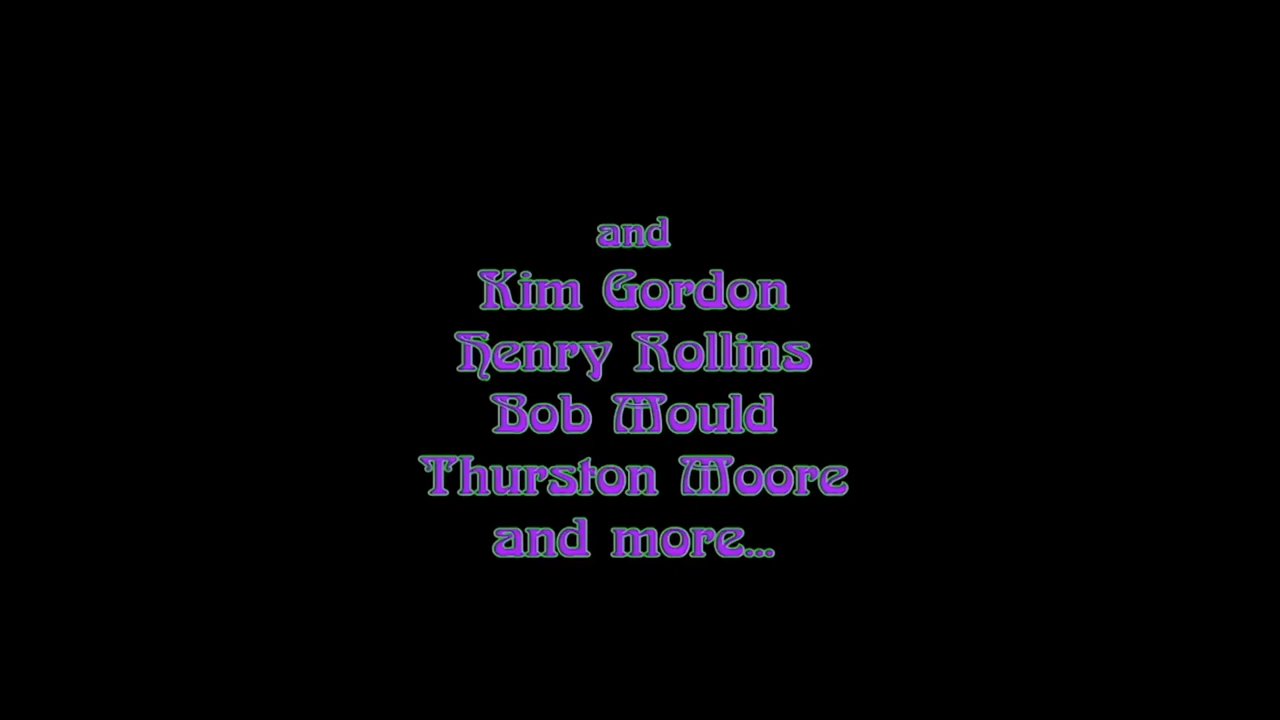 and
Kim Gordon
Henry Rollins
Bob Mould
Thurston Moore
and more...